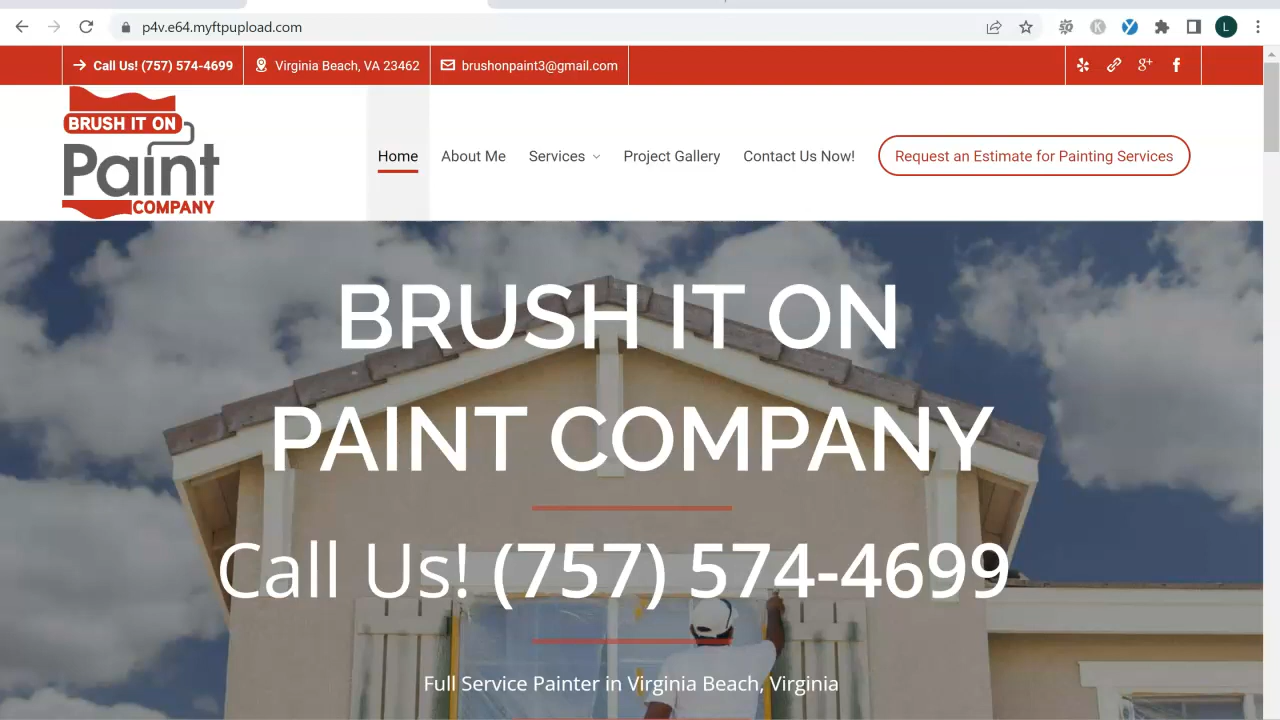 p4v.e64.myftpupload.com
L
Call Us! (757) 574-4699
Virginia Beach, VA 23462
brushonpaint3@gmail.com
BRUSH IT ON
Paint
COMPANY
Home
About Me
Services
Project Gallery
Contact Us Now!
Request an Estimate for Painting Services
BRUSH IT ON
PAINT COMPANY
Call Us! (757) 574-4699
Full Service Painter in Virginia Beach, Virginia